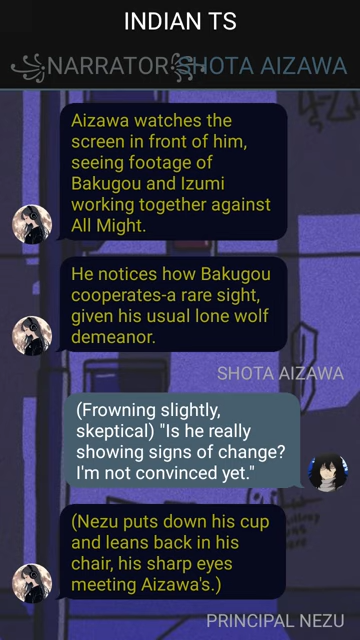 INDIAN TS
NARRATOR SHOTA AIZAWA
Aizawa watches the
screen in front of him,
seeing footage of
Bakugou and Izumi
working together against
All Might.
He notices how Bakugou
cooperates-a rare sight,
given his usual lone wolf
demeanor.
SHOTA AIZAWA
(Frowning slightly,
skeptical) "Is he really
showing signs of change?
I'm not convinced yet."
(Nezu puts down his cup
and leans back in his
chair, his sharp eyes
meeting Aizawa's.)
PRINCIPAL NEZU